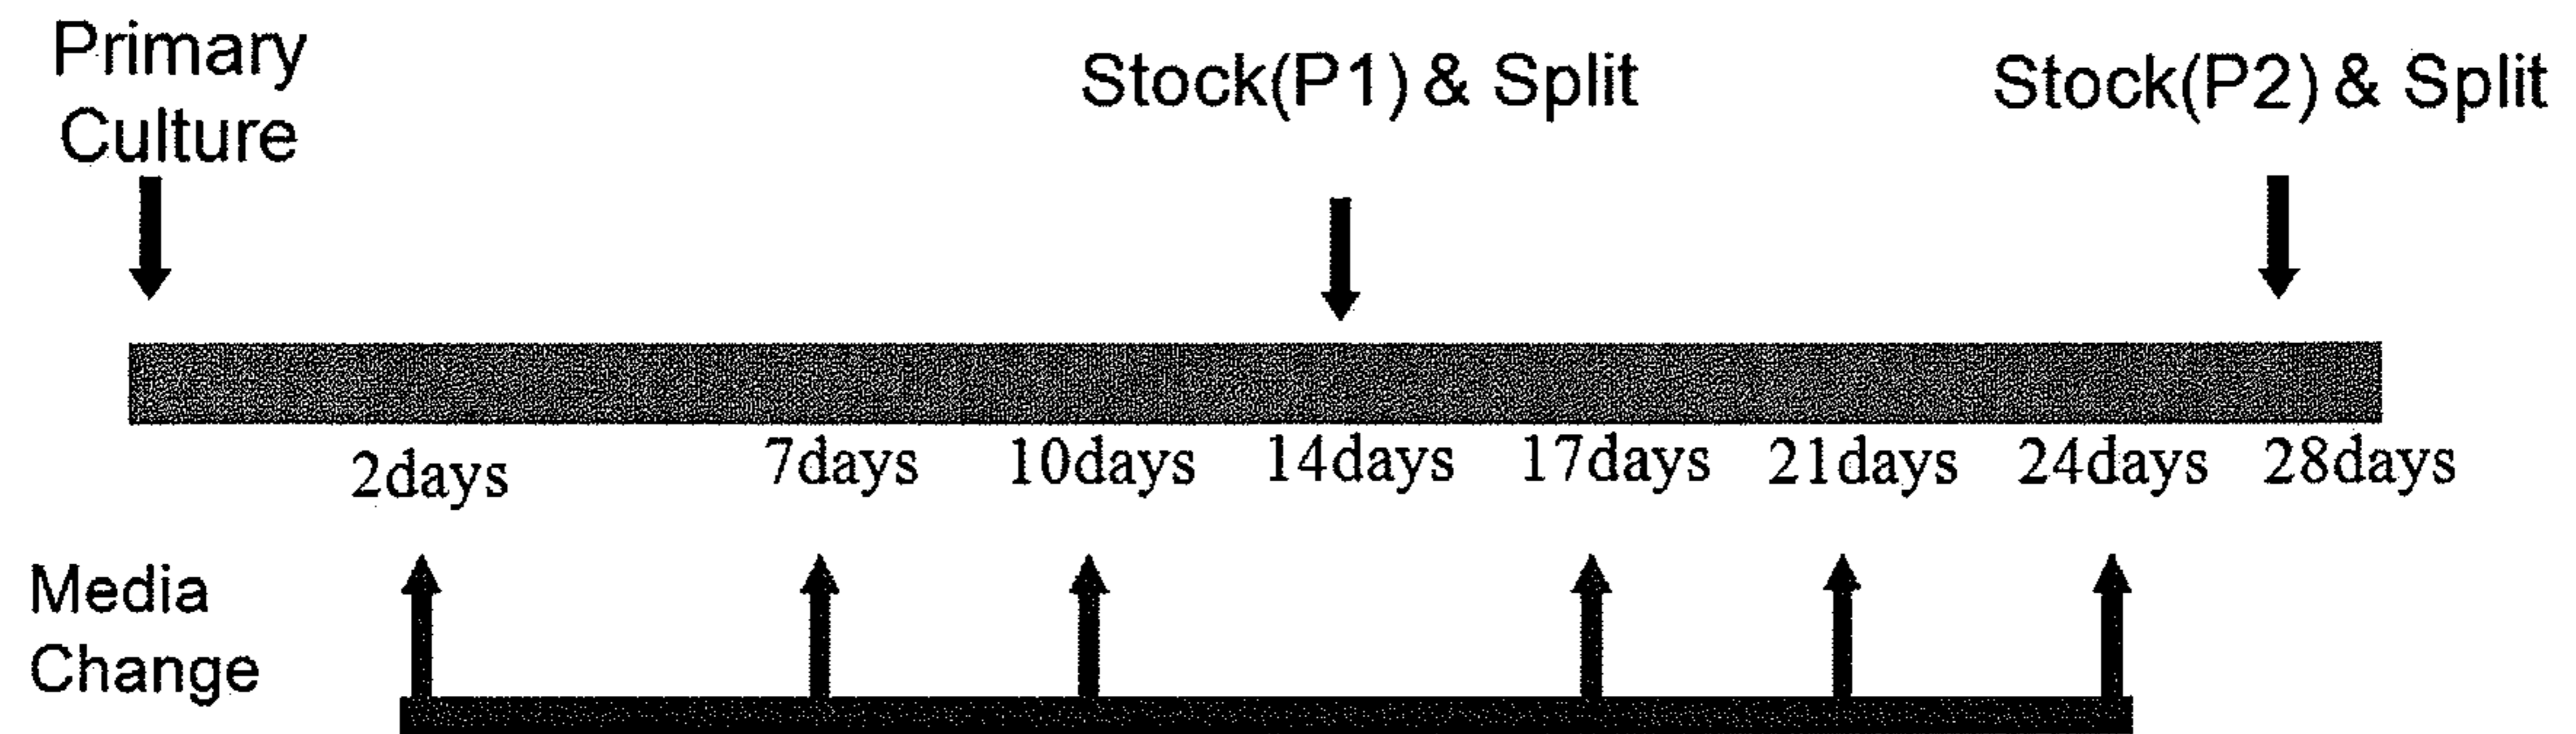 Primary
Culture
Stock(P1) & Split
Stock(P2) & Split
2days
7days
10days
14days
17days
21days
24days
28days
Media
Change